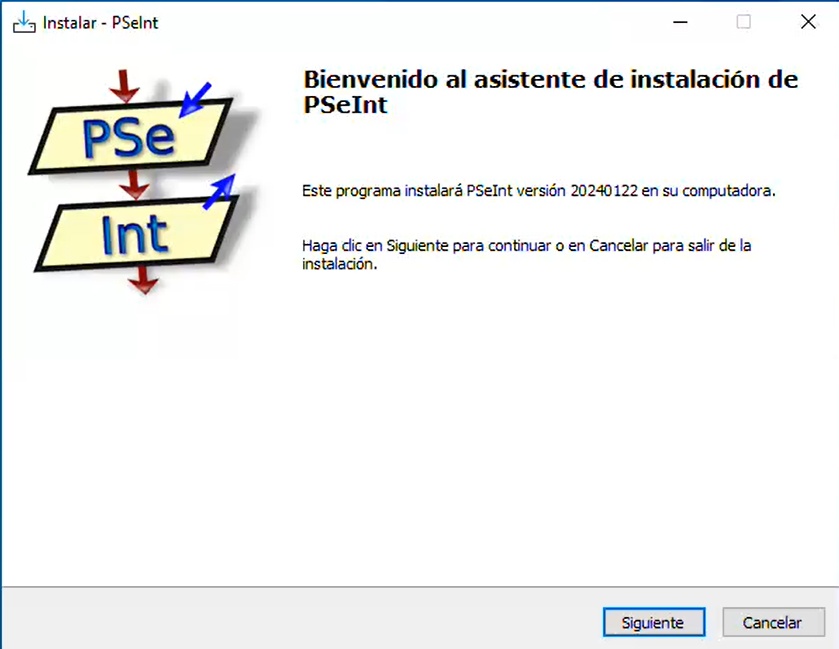 Instalar - PSeInt
PSe
Int
Bienvenido al asistente de instalación de
PSeInt
Este programa instalará PSeInt versión 20240122 en su computadora.
Haga clic en Siguiente para continuar o en Cancelar para salir de la
instalación.
Siguiente
Cancelar